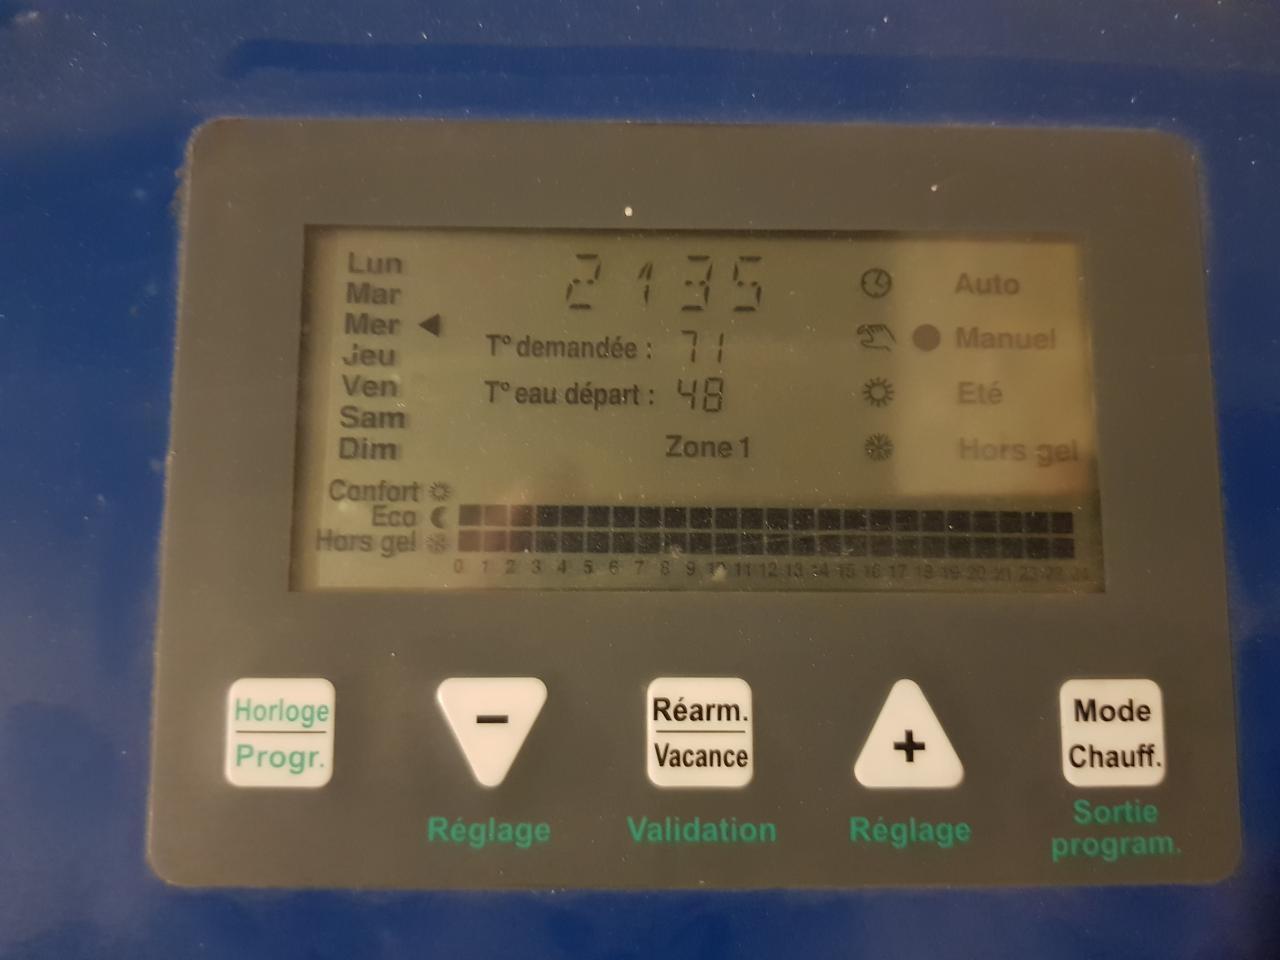 Lun
Mar
Mer
Jeu
Ven
Sam
Dim
2135
T° demandée : 71
T° eau départ : 48
Zone 1
Auto
Manuel
Eté
Hors gel
Confort
Eco
Hors gel
0 1 2 3 4 5 6 7 8 9 10 11 12 13 14 15 16 17 18 19 20 21 22 23 24
Horloge
Progr.
−
Réarm.
Vacance
+
Mode
Chauff.
Réglage
Validation
Réglage
Sortie
program.